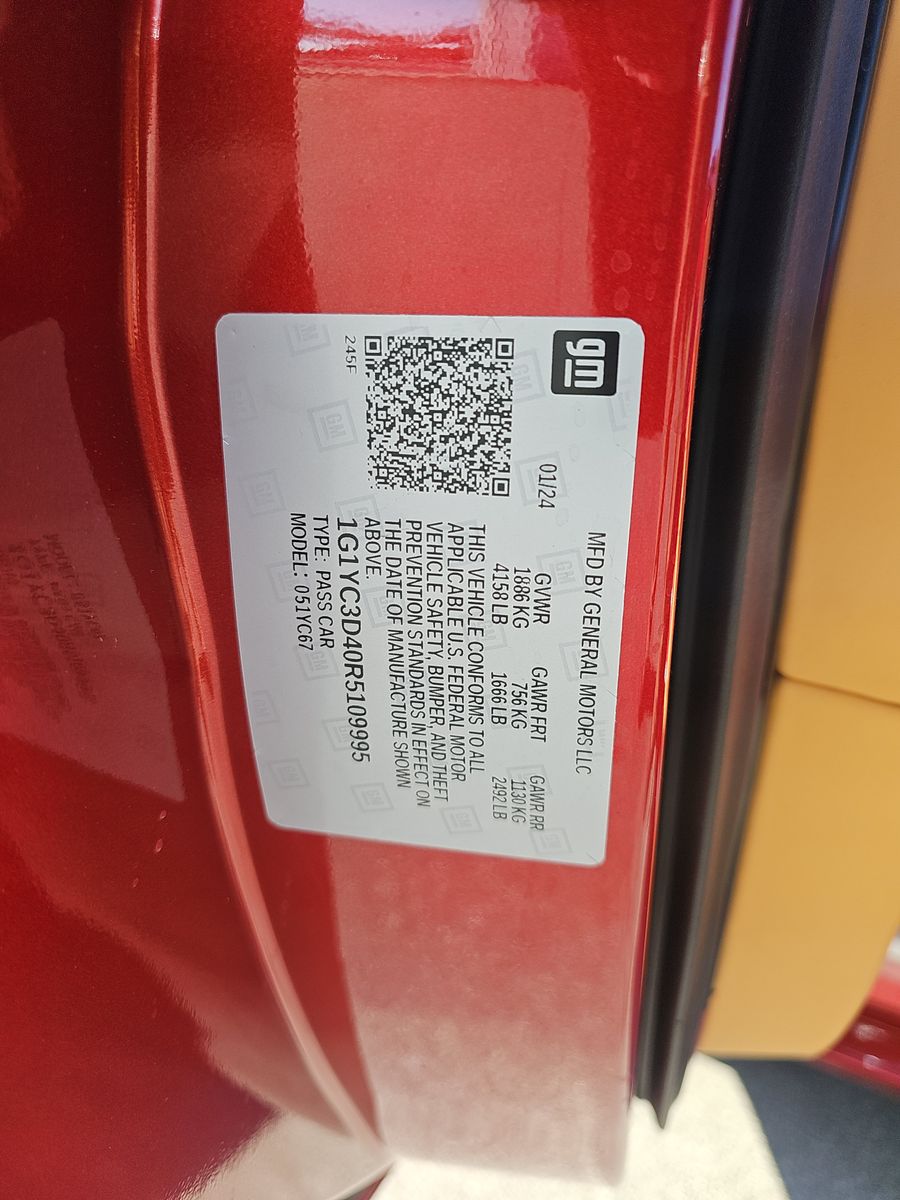 gm
MFD BY GENERAL MOTORS LLC
01/24
GVWR GAWR FRT GAWR RR
1886 KG 756 KG 1130 KG
4158 LB 1666 LB 2492 LB
THIS VEHICLE CONFORMS TO ALL
APPLICABLE U.S. FEDERAL MOTOR
VEHICLE SAFETY, BUMPER, AND THEFT
PREVENTION STANDARDS IN EFFECT ON
THE DATE OF MANUFACTURE SHOWN
ABOVE.
1G1YC3D40R5109995
TYPE: PASS CAR
MODEL: 051YC67
245F